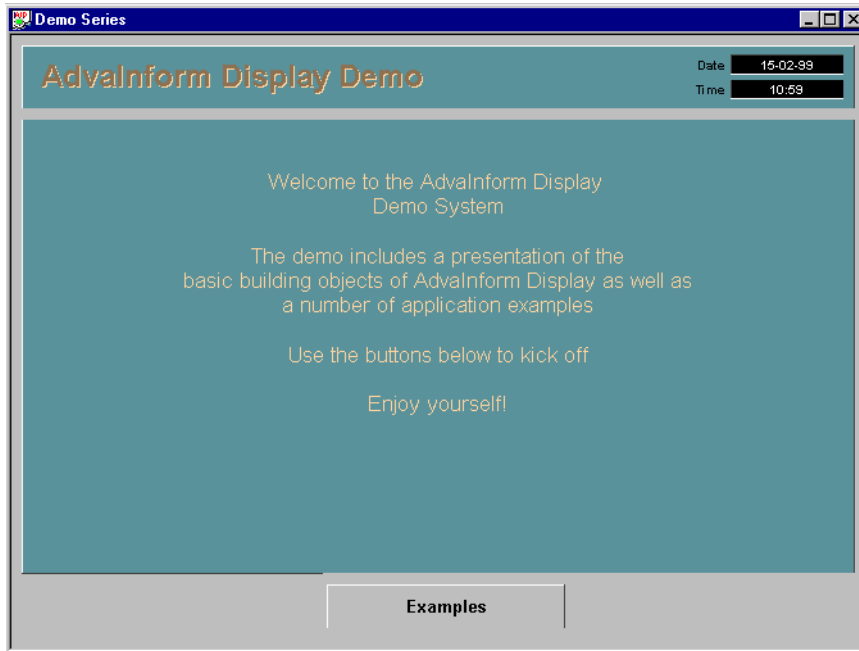 Demo Series
AdvaInform Display Demo
Date 15-02-99
Time 10:59
Welcome to the AdvaInform Display
Demo System
The demo includes a presentation of the
basic building objects of AdvaInform Display as well as
a number of application examples
Use the buttons below to kick off
Enjoy yourself!
Examples